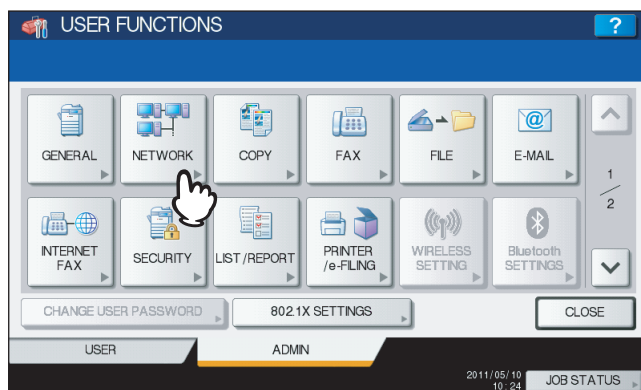 USER FUNCTIONS
?
GENERAL
NETWORK
COPY
FAX
FILE
E-MAIL
1
2
INTERNET
FAX
SECURITY
LIST/REPORT
PRINTER
/e-FILING
WIRELESS
SETTING
Bluetooth
SETTINGS
CHANGE USER PASSWORD
802.1X SETTINGS
CLOSE
USER
ADMIN
2011/05/10
10:24
JOB STATUS